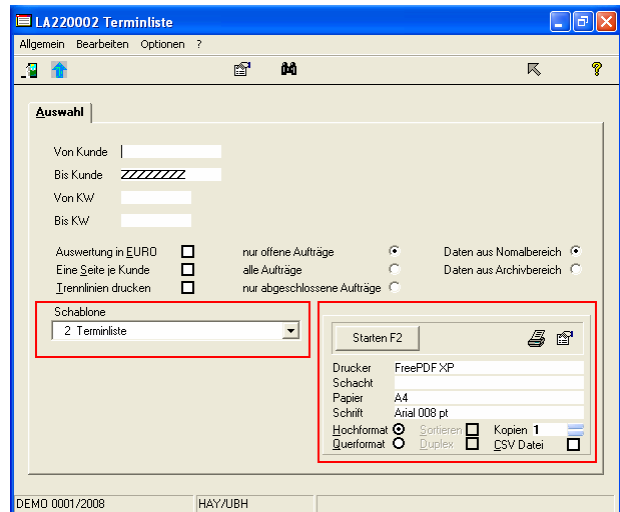 LA220002 Terminliste
Allgemein Bearbeiten Optionen ?
Auswahl
Von Kunde
Bis Kunde ZZZZZZZZ
Von KW
Bis KW
Auswertung in EURO nur offene Aufträge Daten aus Nomalbereich
Eine Seite je Kunde alle Aufträge Daten aus Archivbereich
Trennlinien drucken nur abgeschlossene Aufträge
Schablone
2 Terminliste
Starten F2
Drucker FreePDF XP
Schacht
Papier A4
Schrift Arial 008 pt
Hochformat Sortieren Kopien 1
Querformat Duplex CSV Datei
DEMO 0001/2008 HAY/UBH